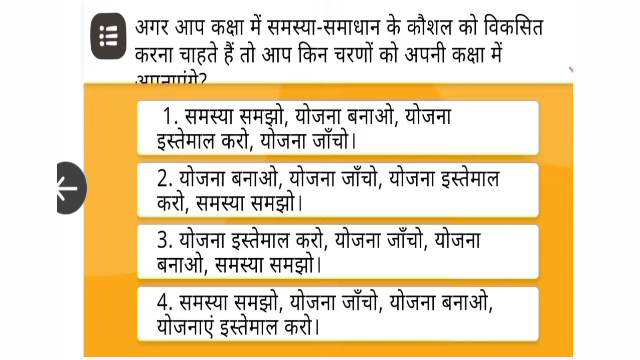 अगर आप कक्षा में समस्या-समाधान के कौशल को विकसित
करना चाहते हैं तो आप किन चरणों को अपनी कक्षा में
अपनाएंगे?
1. समस्या समझो, योजना बनाओ, योजना
इस्तेमाल करो, योजना जाँचो।
2. योजना बनाओ, योजना जाँचो, योजना इस्तेमाल
करो, समस्या समझो।
3. योजना इस्तेमाल करो, योजना जाँचो, योजना
बनाओ, समस्या समझो।
4. समस्या समझो, योजना जाँचो, योजना बनाओ,
योजनाएं इस्तेमाल करो।